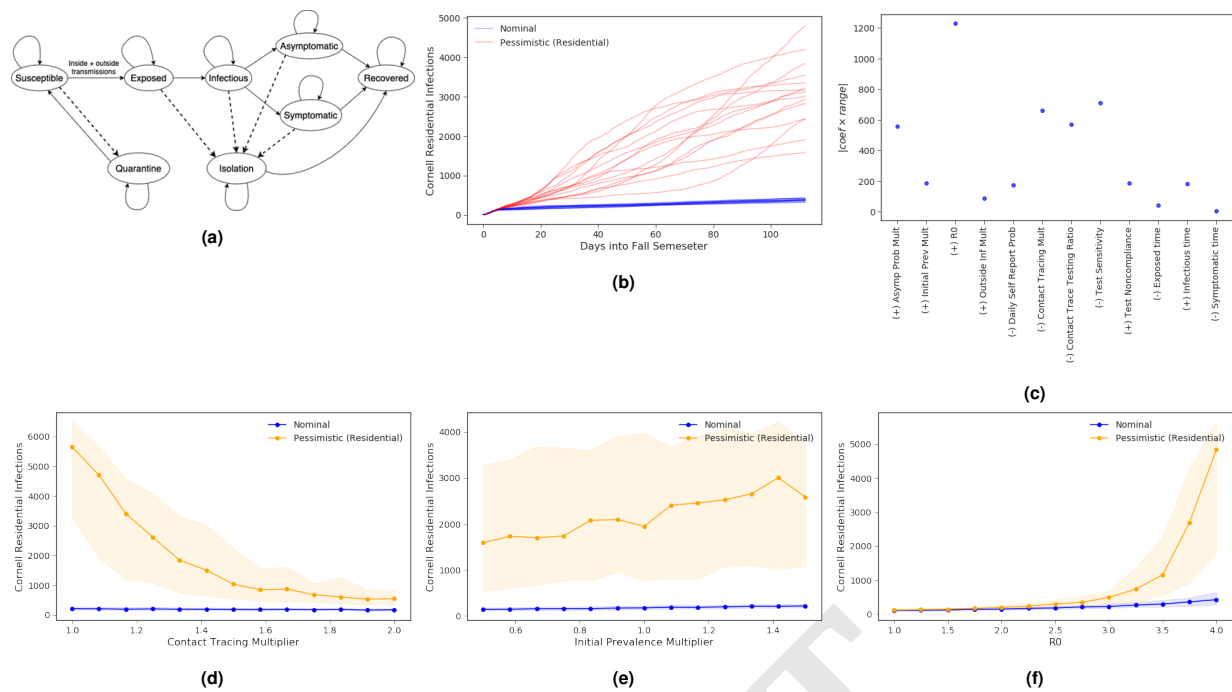 Inside + outside
transmissions
Susceptible
Exposed
Infectious
Asymptomatic
Symptomatic
Recovered
Quarantine
Isolation
(a)
Nominal
Pessimistic (Residential)
Cornell Residential Infections
5000
4000
3000
2000
1000
0
0 20 40 60 80 100
Days into Fall Semeseter
(b)
|coef × range|
1200
1000
800
600
400
200
0
(+) Asymp Prob Mult
(+) Initial Prev Mult
(+) R0
(+) Outside Inf Mult
(-) Daily Self Report Prob
(-) Contact Tracing Mult
(-) Contact Trace Testing Ratio
(-) Test Sensitivity
(+) Test Noncompliance
(-) Exposed time
(+) Infectious time
(-) Symptomatic time
(c)
Nominal
Pessimistic (Residential)
Cornell Residential Infections
6000
5000
4000
3000
2000
1000
0
1.0 1.2 1.4 1.6 1.8 2.0
Contact Tracing Multiplier
(d)
Nominal
Pessimistic (Residential)
Cornell Residential Infections
4000
3000
2000
1000
0
0.6 0.8 1.0 1.2 1.4
Initial Prevalence Multiplier
(e)
Nominal
Pessimistic (Residential)
Cornell Residential Infections
5000
4000
3000
2000
1000
0
1.0 1.5 2.0 2.5 3.0 3.5 4.0
R0
(f)